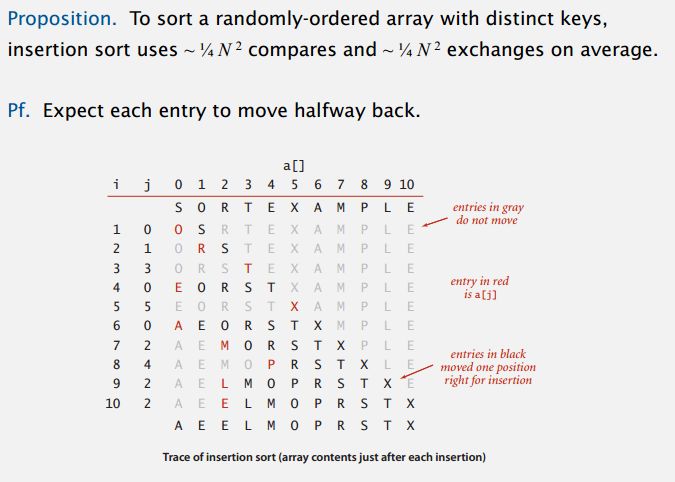 Proposition. To sort a randomly-ordered array with distinct keys,
insertion sort uses ~ ¼ N² compares and ~ ¼ N² exchanges on average.
Pf. Expect each entry to move halfway back.
a[]
i j 0 1 2 3 4 5 6 7 8 9 10
S O R T E X A M P L E
1 0 O S R T E X A M P L E
2 1 O R S T E X A M P L E
3 3 O R S T E X A M P L E
4 0 E O R S T X A M P L E
5 5 E O R S T X A M P L E
6 0 A E O R S T X M P L E
7 2 A E M O R S T X P L E
8 4 A E M O P R S T X L E
9 2 A E L M O P R S T X E
10 2 A E E L M O P R S T X
A E E L M O P R S T X
entries in gray
do not move
entry in red
is a[j]
entries in black
moved one position
right for insertion
Trace of insertion sort (array contents just after each insertion)